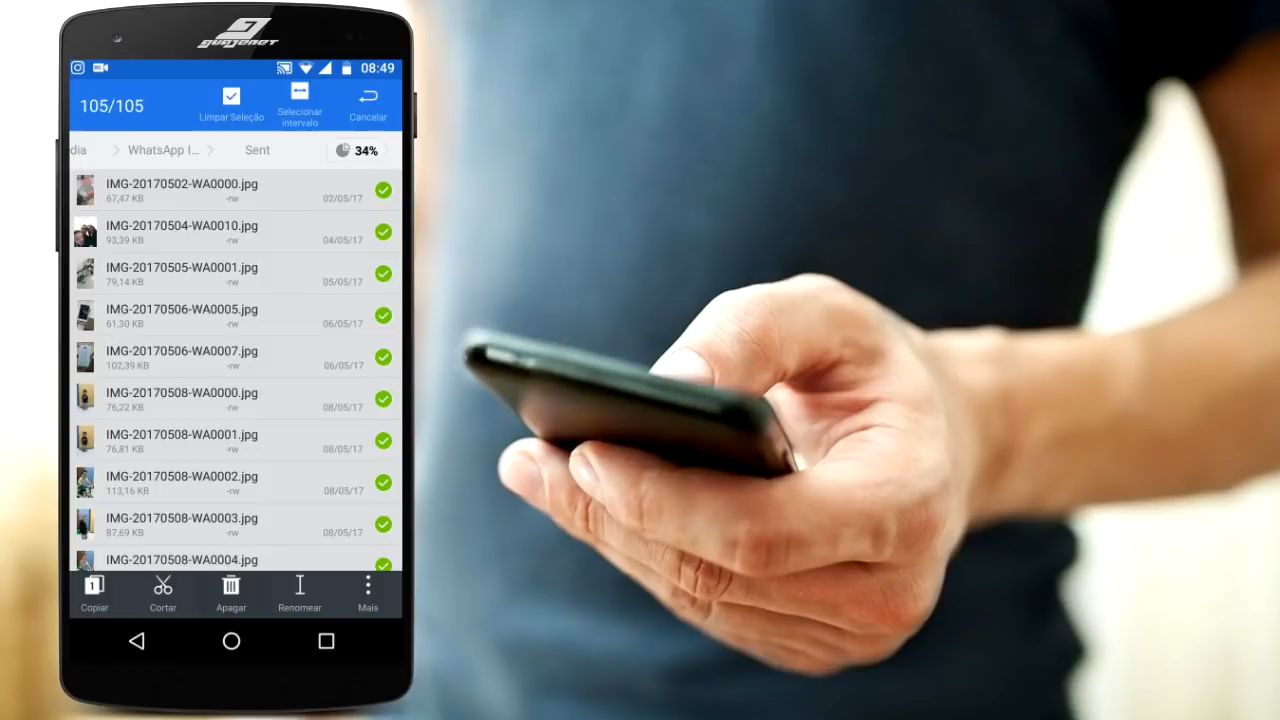 GUAJENET
08:49
105/105
Limpar Seleção
Selecionar
intervalo
Cancelar
dia
WhatsApp I...
Sent
34%
IMG-20170502-WA0000.jpg
67,47 KB -rw 02/05/17
IMG-20170504-WA0010.jpg
93,39 KB -rw 04/05/17
IMG-20170505-WA0001.jpg
79,14 KB -rw 05/05/17
IMG-20170506-WA0005.jpg
61,30 KB -rw 06/05/17
IMG-20170506-WA0007.jpg
102,39 KB -rw 06/05/17
IMG-20170508-WA0000.jpg
76,22 KB -rw 08/05/17
IMG-20170508-WA0001.jpg
76,81 KB -rw 08/05/17
IMG-20170508-WA0002.jpg
113,16 KB -rw 08/05/17
IMG-20170508-WA0003.jpg
87,69 KB -rw 08/05/17
IMG-20170508-WA0004.jpg
1
Copiar
Cortar
Apagar
Renomear
Mais